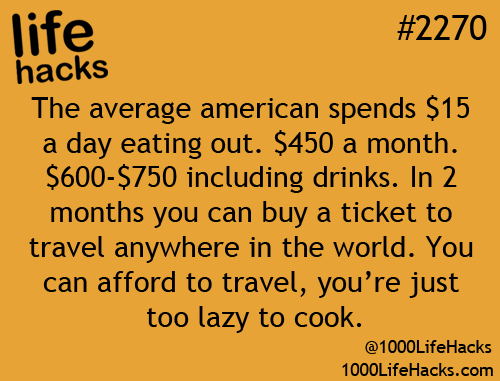 life
hacks
#2270
The average american spends $15
a day eating out. $450 a month.
$600-$750 including drinks. In 2
months you can buy a ticket to
travel anywhere in the world. You
can afford to travel, you’re just
too lazy to cook.
@1000LifeHacks
1000LifeHacks.com